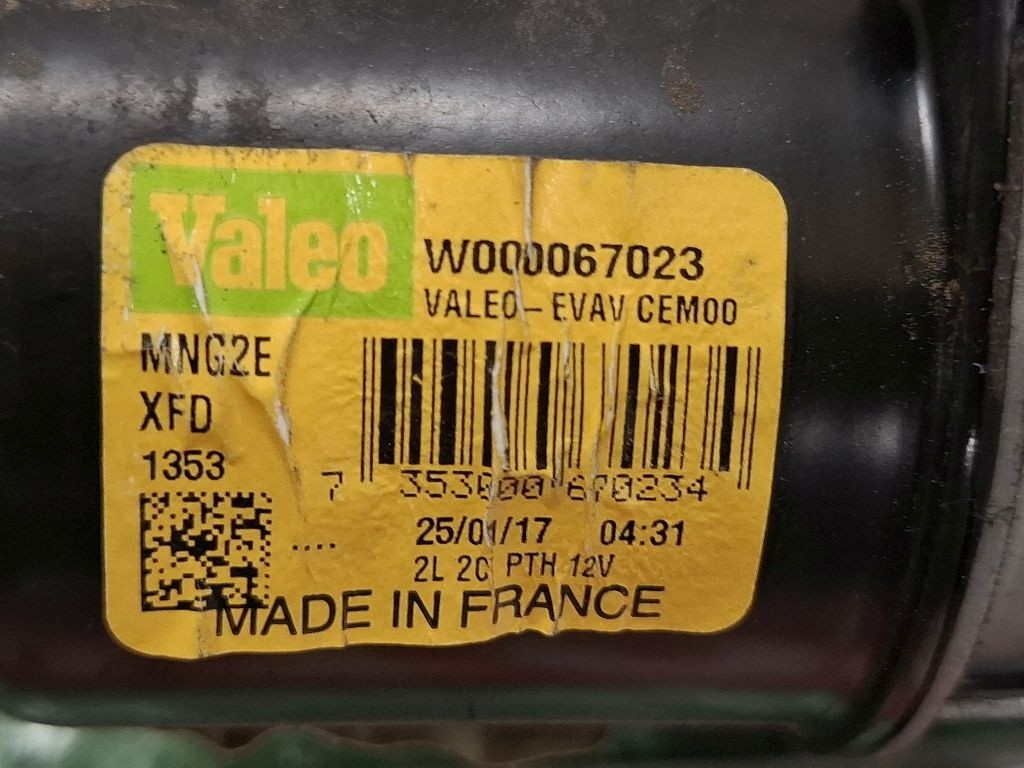 Valeo
W000067023
VALEO-EVAV CEM00
MNG2E
XFD
1353
7 353000 670234
.... 25/01/17 04:31
2L 2C PTH 12V
MADE IN FRANCE